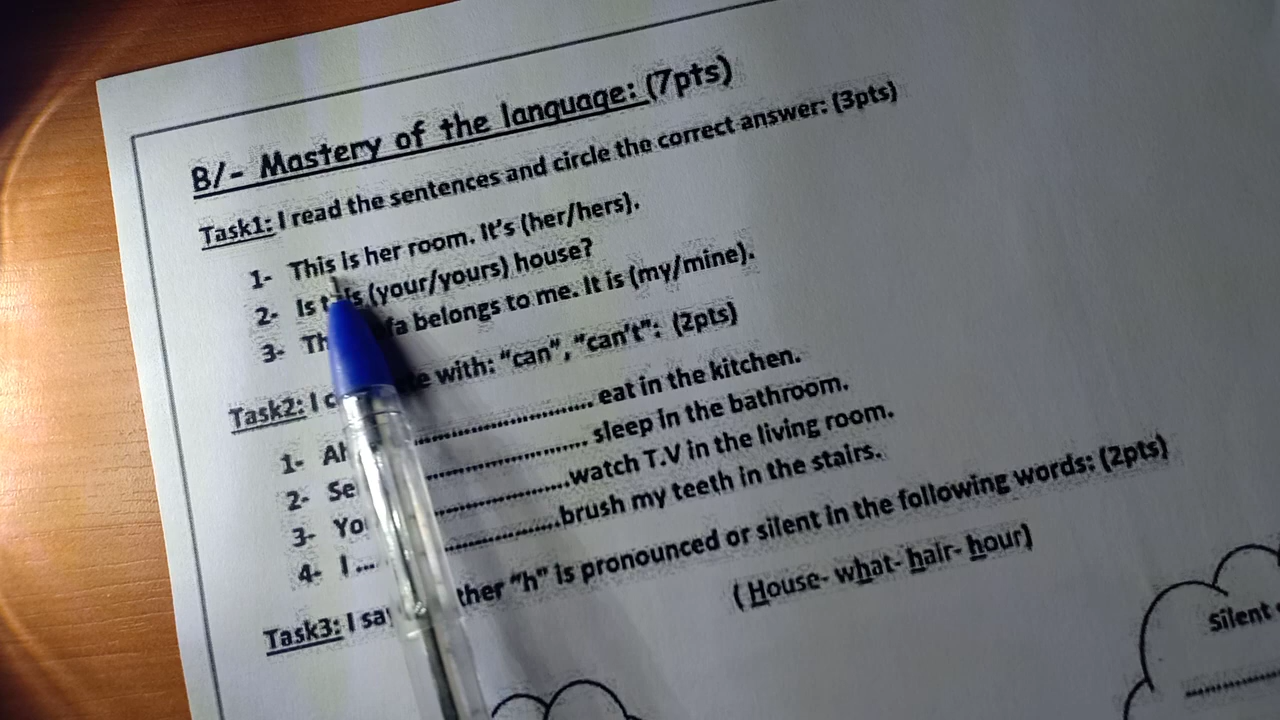 B/- Mastery of the language: (7pts)
Task1: I read the sentences and circle the correct answer: (3pts)
1- This is her room. It's (her/hers).
2- Is this (your/yours) house?
3- belongs to me. It is (my/mine).
Task2: I with: "can", "can't": (2pts)
1- .............................. eat in the kitchen.
2- .............................. sleep in the bathroom.
3- ..............................watch T.V in the living room.
4- I ... ....................brush my teeth in the stairs.
Task3: I say "h" is pronounced or silent in the following words: (2pts)
( House- what- hair- hour)
Silent
....................